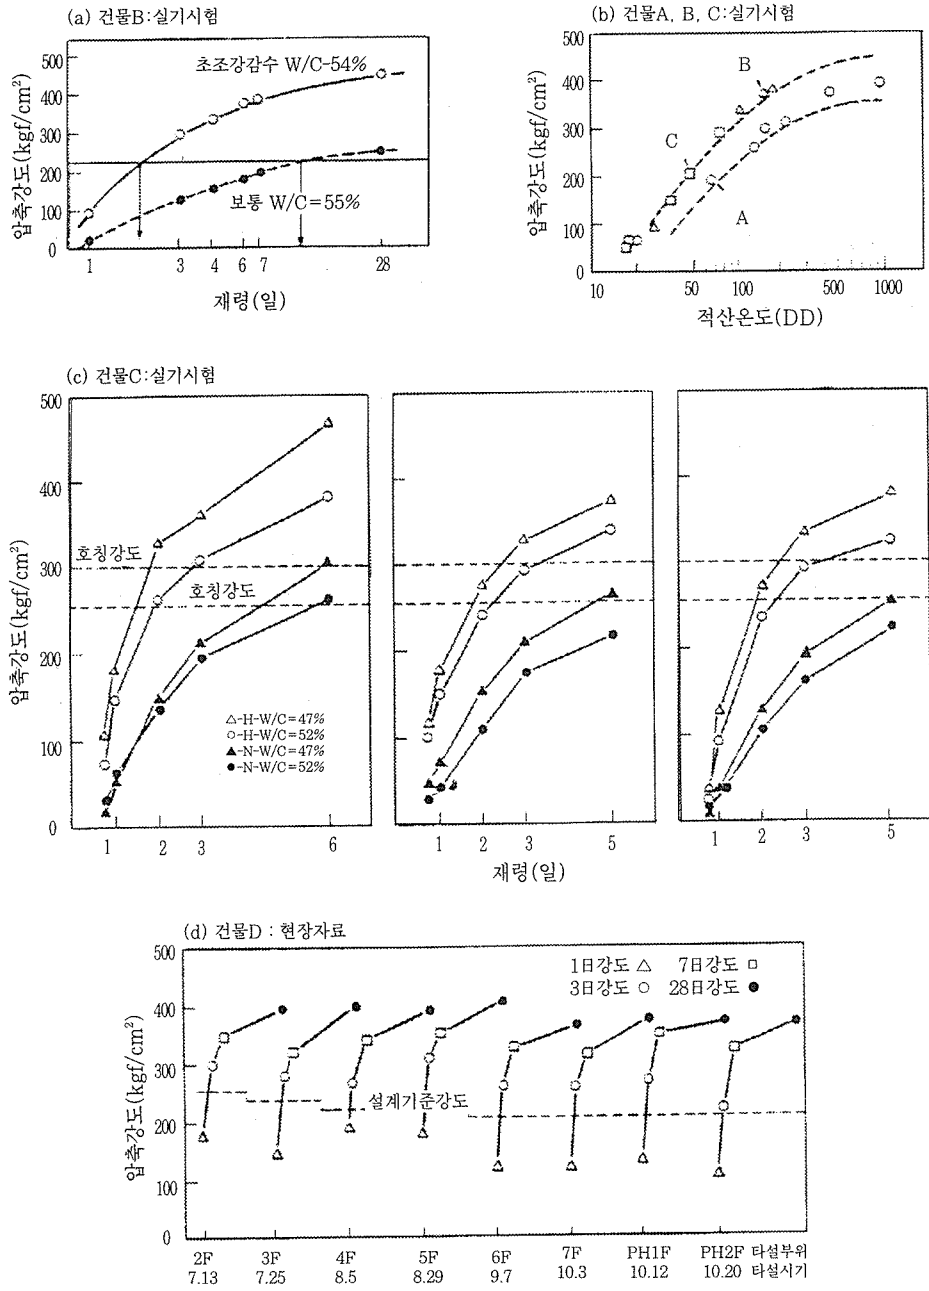 (a) 건물B:실기시험
압축강도(kgf/cm²)
500
400
300
200
100
0
초조강감수 W/C-54%
보통 W/C=55%
1 3 4 6 7 28
재령(일)
(b) 건물A, B, C:실기시험
압축강도(kgf/cm²)
500
400
300
200
100
0
B
C
A
10 50 100 500 1000
적산온도(DD)
(c) 건물C:실기시험
압축강도(kgf/cm²)
500
400
300
200
100
0
호칭강도
호칭강도
△-H-W/C=47%
○-H-W/C=52%
▲-N-W/C=47%
●-N-W/C=52%
1 2 3 6
1 2 3 5
1 2 3 5
재령(일)
(d) 건물D : 현장자료
압축강도(kgf/cm²)
500
400
300
200
100
0
1日강도 △ 7日강도 □
3日강도 ○ 28日강도 ●
설계기준강도
2F 3F 4F 5F 6F 7F PH1F PH2F 타설부위
7.13 7.25 8.5 8.29 9.7 10.3 10.12 10.20 타설시기